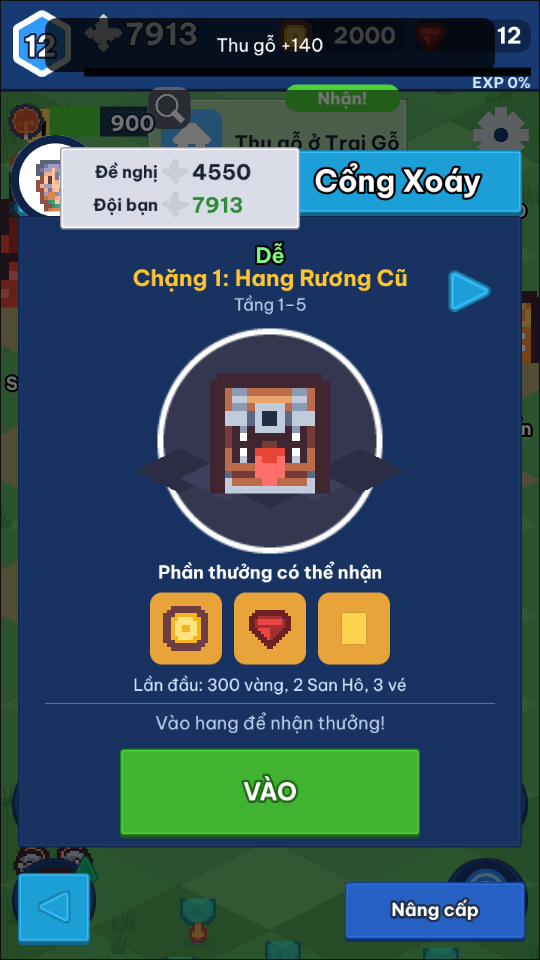 12
7913
Thu gỗ +140
2000
12
EXP 0%
900
Nhận!
Thu gỗ ở Trại Gỗ
Đề nghị 4550
Đội bạn 7913
Cổng Xoáy
Dễ
Chặng 1: Hang Rương Cũ
Tầng 1-5
Phần thưởng có thể nhận
Lần đầu: 300 vàng, 2 San Hô, 3 vé
Vào hang để nhận thưởng!
VÀO
Nâng cấp